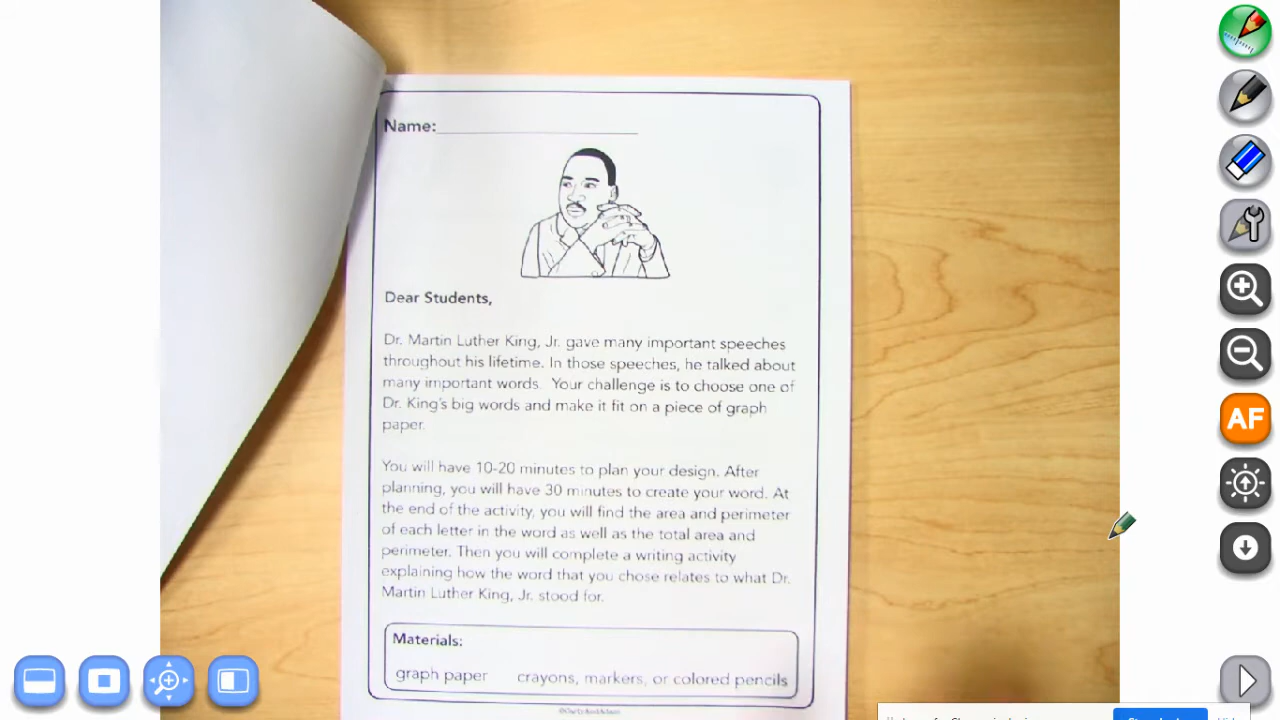 Name:
Dear Students,
Dr. Martin Luther King, Jr. gave many important speeches
throughout his lifetime. In those speeches, he talked about
many important words. Your challenge is to choose one of
Dr. King's big words and make it fit on a piece of graph
paper.
You will have 10-20 minutes to plan your design. After
planning, you will have 30 minutes to create your word. At
the end of the activity, you will find the area and perimeter
of each letter in the word as well as the total area and
perimeter. Then you will complete a writing activity
explaining how the word that you chose relates to what Dr.
Martin Luther King, Jr. stood for.
Materials:
graph paper crayons, markers, or colored pencils
AF